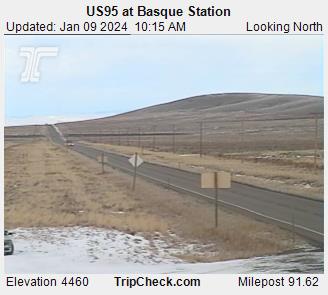 US95 at Basque Station
Updated: Jan 09 2024 10:15 AM Looking North
Elevation 4460 TripCheck.com Milepost 91.62